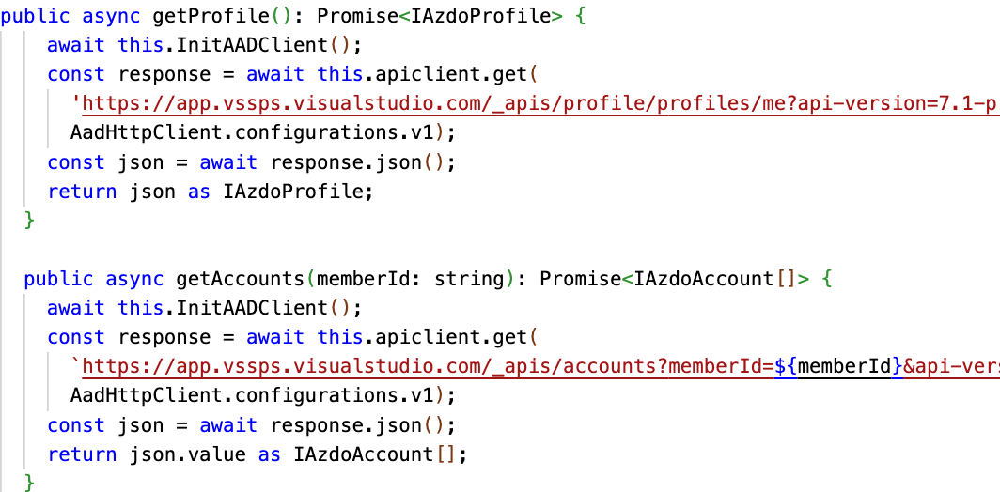 public async getProfile(): Promise<IAzdoProfile> {
await this.InitAADClient();
const response = await this.apiclient.get(
'https://app.vssps.visualstudio.com/_apis/profile/profiles/me?api-version=7.1-p
AadHttpClient.configurations.v1);
const json = await response.json();
return json as IAzdoProfile;
}
public async getAccounts(memberId: string): Promise<IAzdoAccount[]> {
await this.InitAADClient();
const response = await this.apiclient.get(
`https://app.vssps.visualstudio.com/_apis/accounts?memberId=${memberId}&api-vers
AadHttpClient.configurations.v1);
const json = await response.json();
return json.value as IAzdoAccount[];
}